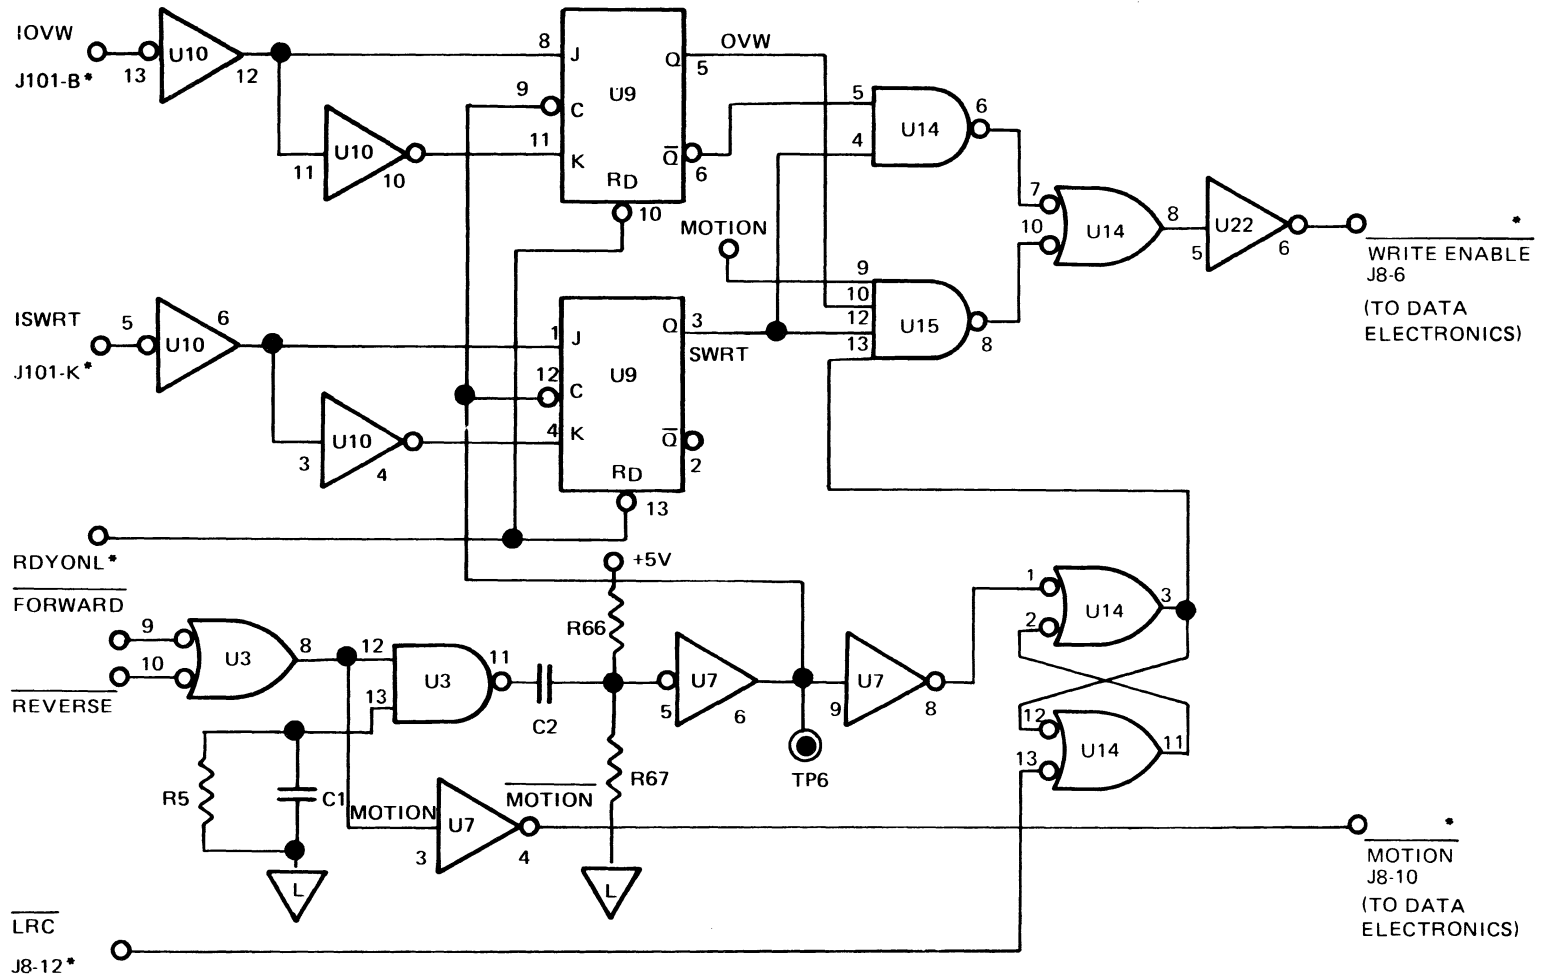 IOVW
J101-B*
13
U10
12
11
U10
10
8
J
9
C
11
K
U9
Q
5
OVW
Q
6
RD
10
MOTION
5
4
U14
6
9
10
12
13
U15
8
7
10
U14
8
5
U22
6
*
WRITE ENABLE
J8-6
(TO DATA
ELECTRONICS)
ISWRT
J101-K*
5
U10
6
3
U10
4
1
J
12
C
4
K
U9
Q
3
SWRT
Q
2
RD
13
RDYONL*
FORWARD
9
10
REVERSE
U3
8
12
13
U3
11
C2
+5V
R66
R67
5
U7
6
TP6
9
U7
8
1
2
U14
3
12
13
U14
11
R5
C1
L
MOTION
3
U7
4
MOTION
L
*
MOTION
J8-10
(TO DATA
ELECTRONICS)
LRC
J8-12*